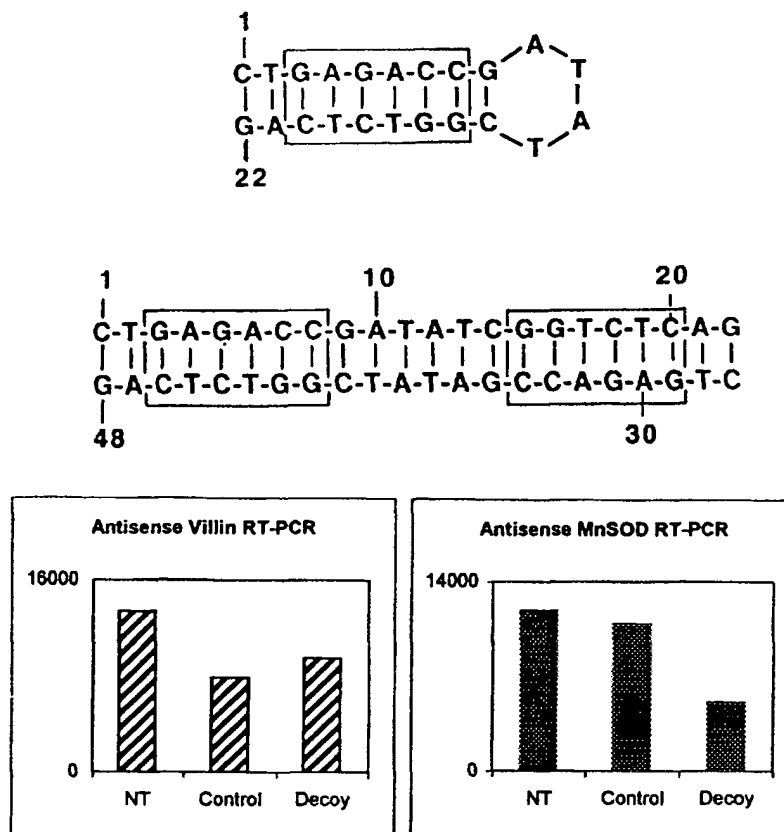 1
C-T-G-A-G-A-C-C-G A T
A
G-A-C-T-C-T-G-G-C T
22
1 10 20
C-T-G-A-G-A-C-C-G-A-T-A-T-C-G-G-T-C-T-C-A-G
G-A-C-T-C-T-G-G-C-T-A-T-A-G-C-C-A-G-A-G-T-C
48 30
Antisense Villin RT-PCR
16000
0
NT Control Decoy
Antisense MnSOD RT-PCR
14000
0
NT Control Decoy